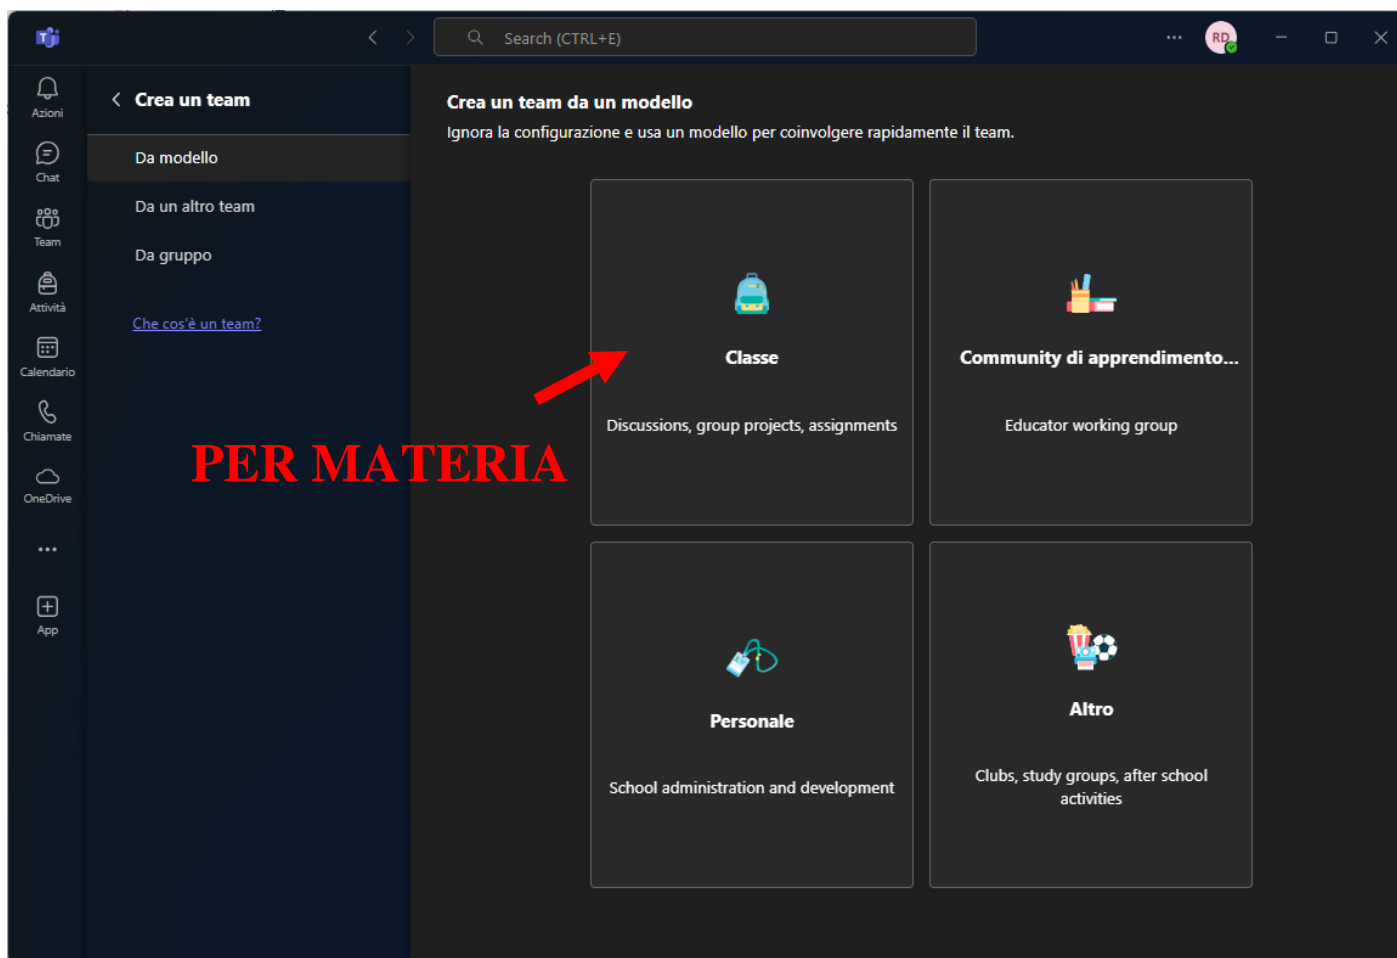 Search (CTRL+E)
RD
Azioni
Chat
Team
Attività
Calendario
Chiamate
OneDrive
App
Crea un team
Da modello
Da un altro team
Da gruppo
Che cos'è un team?
Crea un team da un modello
Ignora la configurazione e usa un modello per coinvolgere rapidamente il team.
Classe
Discussions, group projects, assignments
Community di apprendimento...
Educator working group
PER MATERIA
Personale
School administration and development
Altro
Clubs, study groups, after school
activities